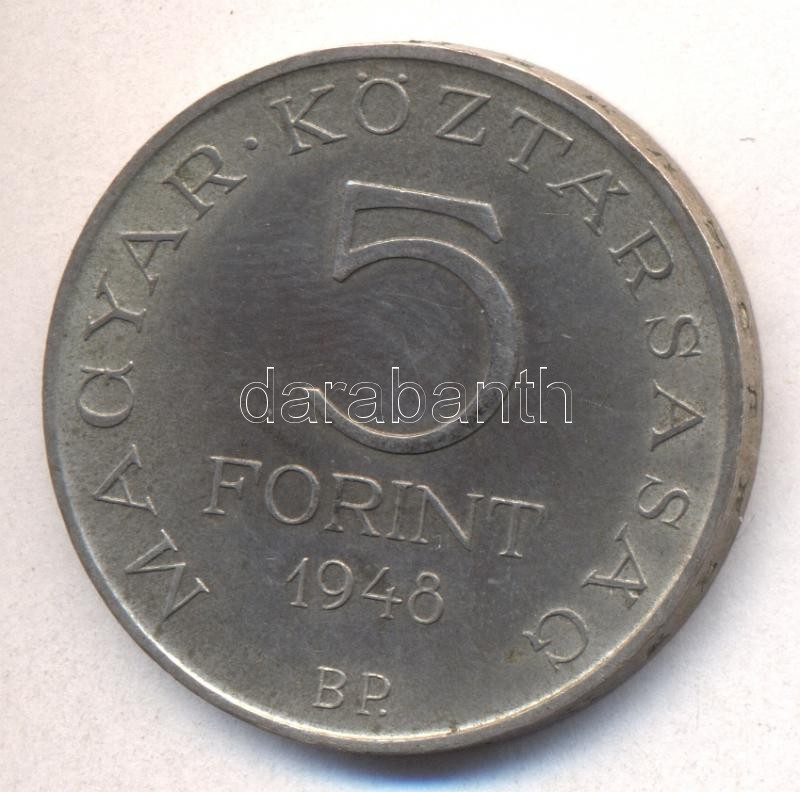 MAGYAR · KÖZTÁRSASÁG
5
darabanth
FORINT
1948
BP.